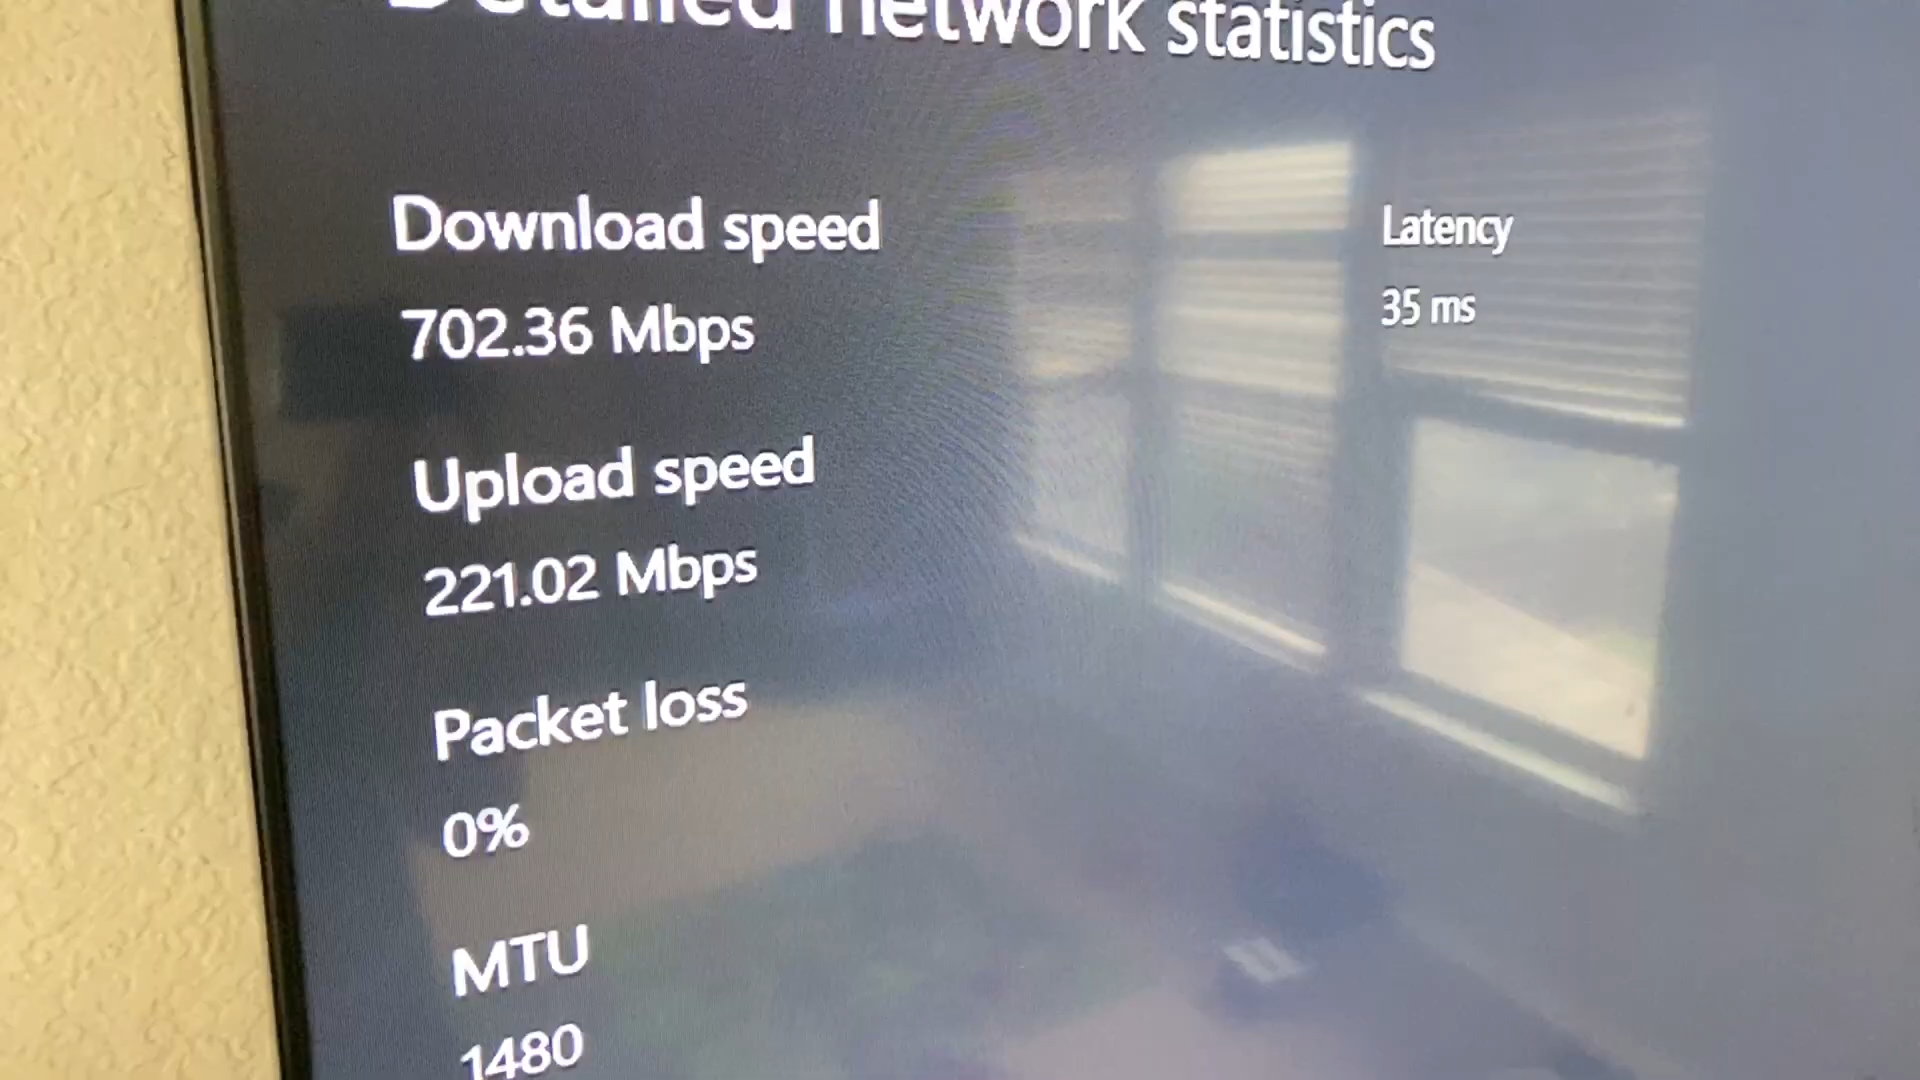 Detailed network statistics
Download speed
702.36 Mbps
Latency
35 ms
Upload speed
221.02 Mbps
Packet loss
0%
MTU
1480